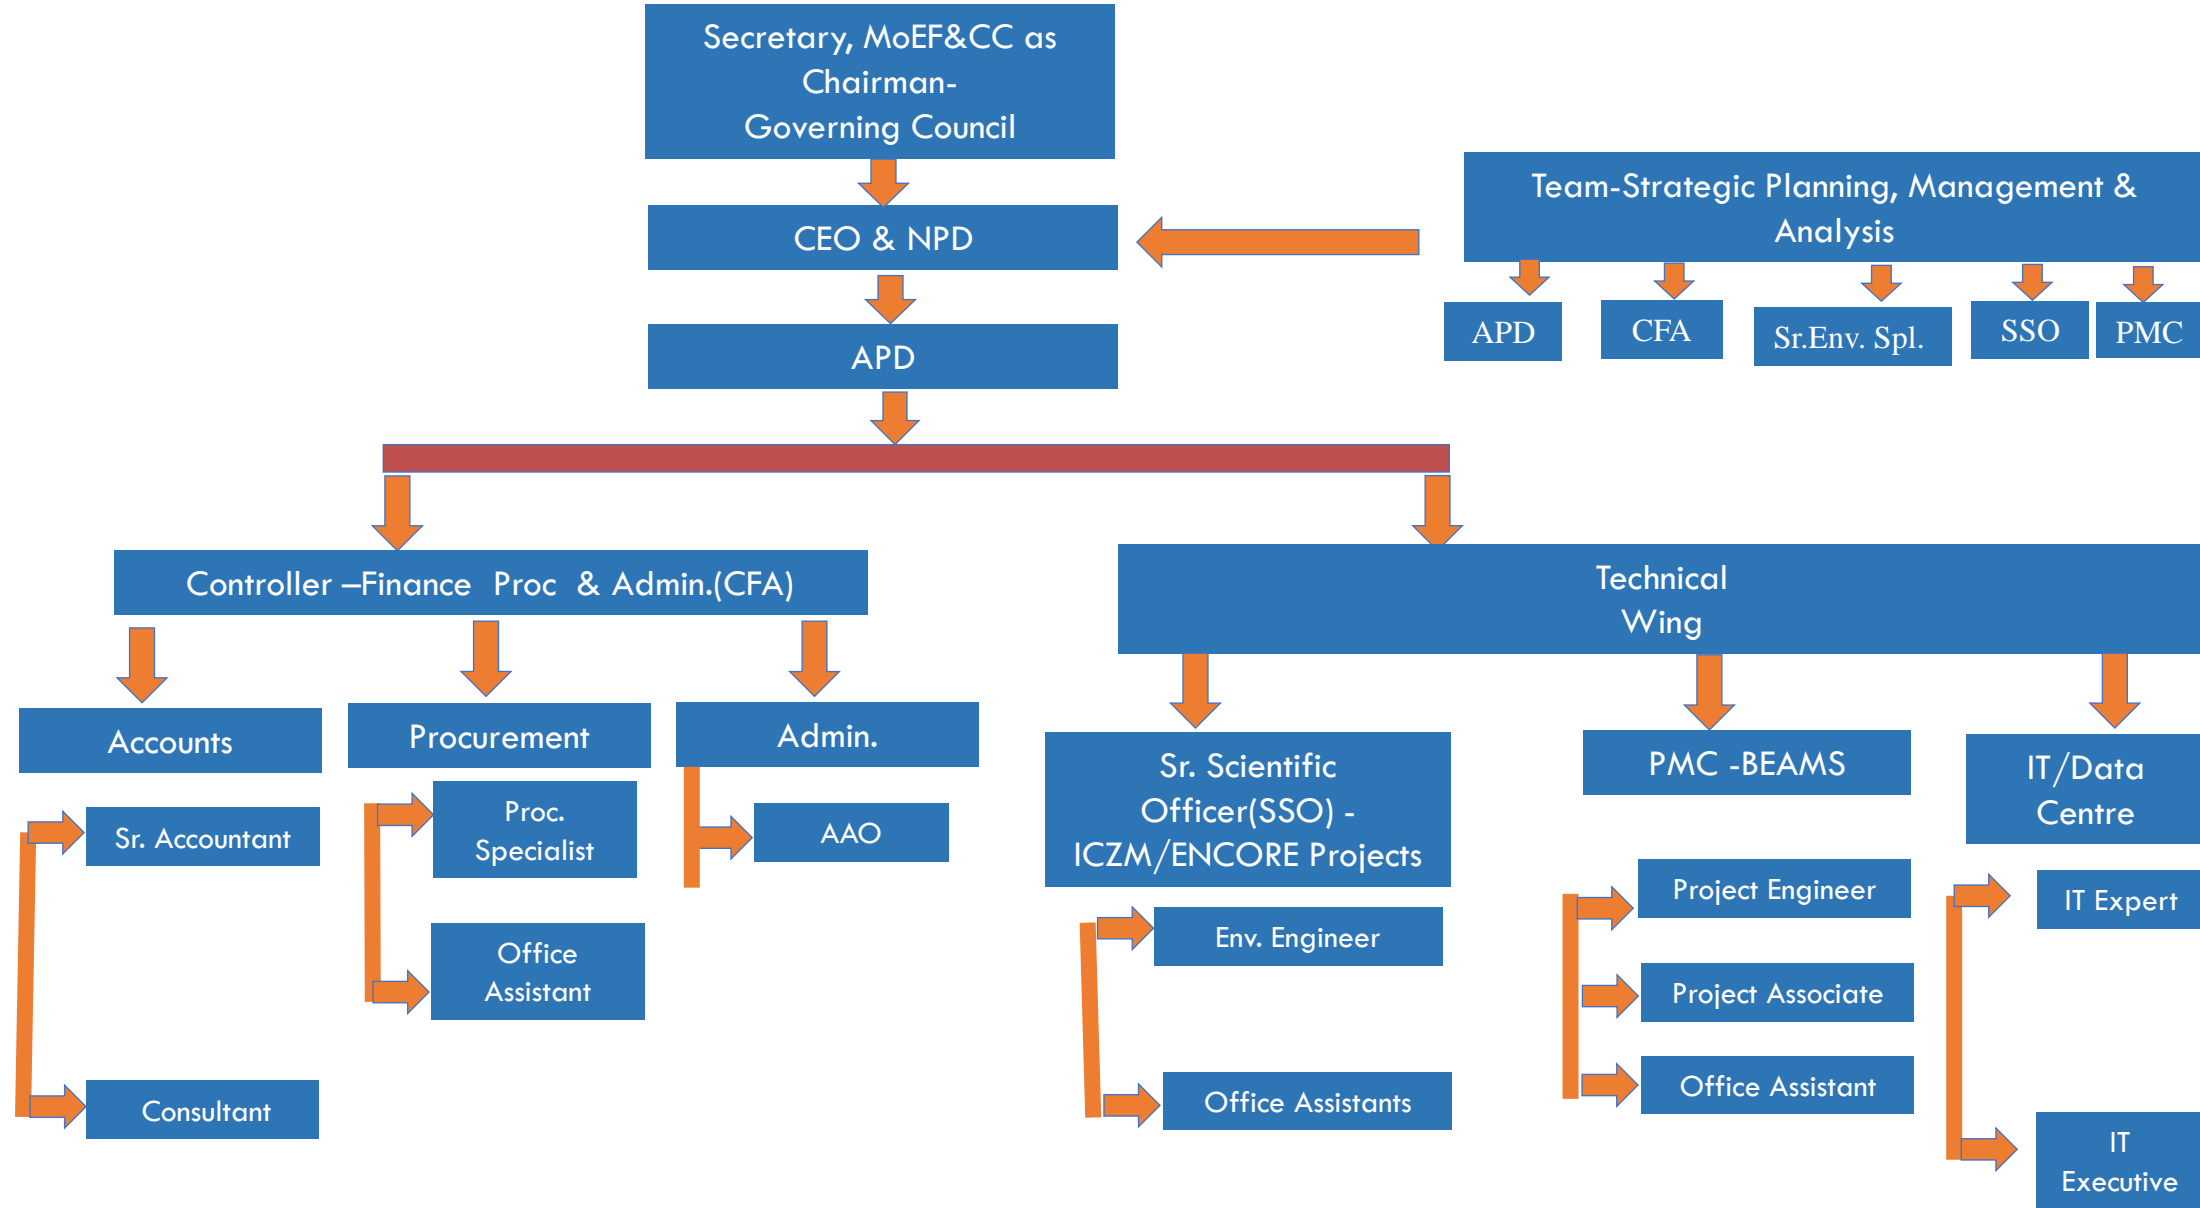 Secretary, MoEF&CC as
Chairman-
Governing Council
Team-Strategic Planning, Management &
Analysis
CEO & NPD
APD
CFA
Sr.Env. Spl.
SSO
PMC
APD
Controller –Finance Proc & Admin.(CFA)
Technical
Wing
Accounts
Procurement
Admin.
Sr. Scientific
Officer(SSO) -
ICZM/ENCORE Projects
PMC -BEAMS
IT/Data
Centre
Sr. Accountant
Proc.
Specialist
AAO
Project Engineer
IT Expert
Office
Assistant
Env. Engineer
Project Associate
Consultant
Office Assistants
Office Assistant
IT
Executive